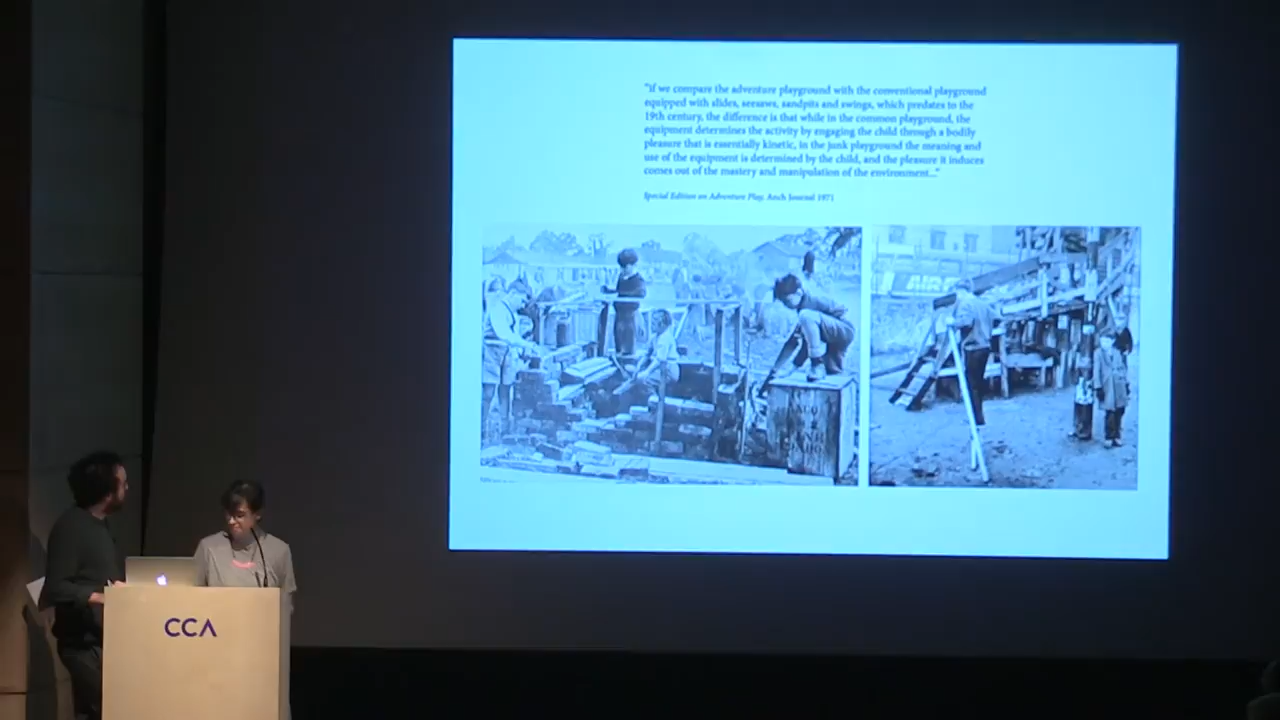 "if we compare the adventure playground with the conventional playground
equipped with slides, seesaws, sandpits and swings, which predates to the
19th century, the difference is that while in the common playground, the
equipment determines the activity by engaging the child through a bodily
pleasure that is essentially kinetic, in the junk playground the meaning and
use of the equipment is determined by the child, and the pleasure it induces
comes out of the mastery and manipulation of the environment..."
Special Edition on Adventure Play, Anch Journal 1971
AIR
CCA